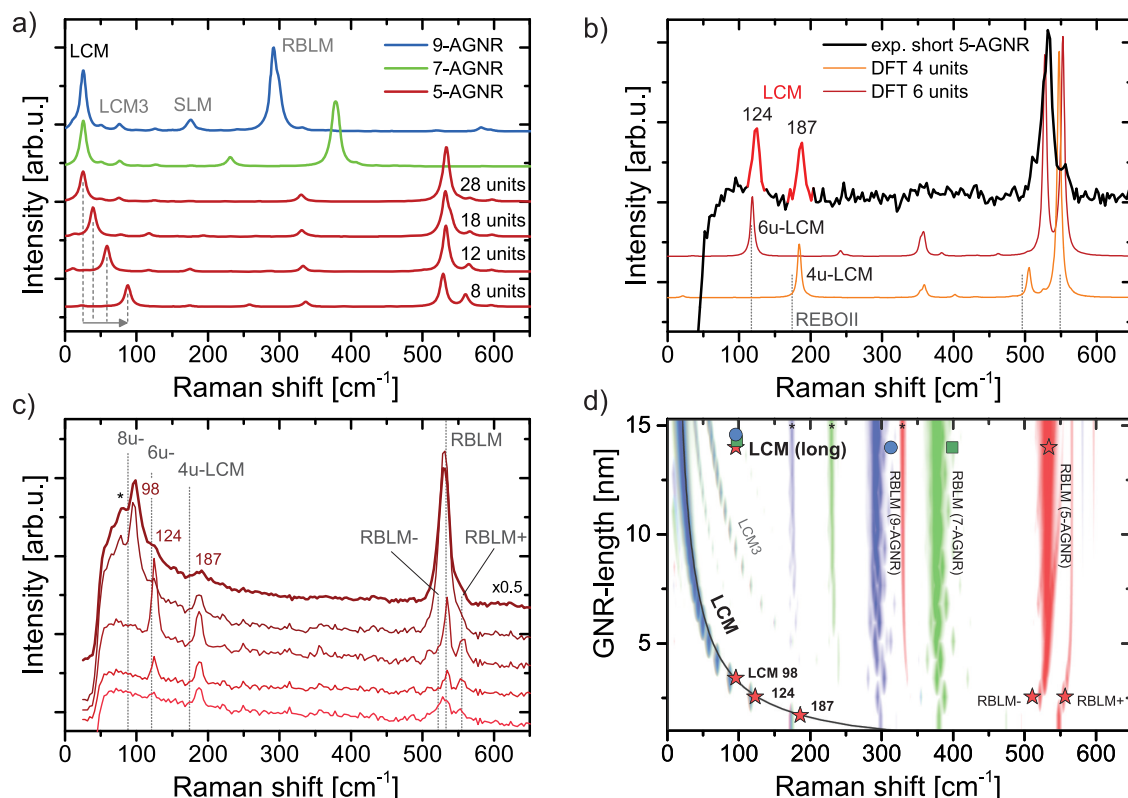 a)
Intensity [arb.u.]
LCM
LCM3
SLM
RBLM
9-AGNR
7-AGNR
5-AGNR
28 units
18 units
12 units
8 units
0 100 200 300 400 500 600
Raman shift [cm-1]
b)
Intensity [arb.u.]
exp. short 5-AGNR
DFT 4 units
DFT 6 units
LCM
124
187
6u-LCM
4u-LCM
REBOII
0 100 200 300 400 500 600
Raman shift [cm-1]
c)
Intensity [arb.u.]
8u-
6u-
4u-LCM
RBLM
* 98
124
187
RBLM-
RBLM+
x0.5
0 100 200 300 400 500 600
Raman shift [cm-1]
d)
GNR-length [nm]
15
10
5
* * *
LCM (long)
LCM3
LCM
RBLM (9-AGNR)
RBLM (7-AGNR)
RBLM (5-AGNR)
LCM 98
124
187
RBLM-
RBLM+
0 100 200 300 400 500 600
Raman shift [cm-1]